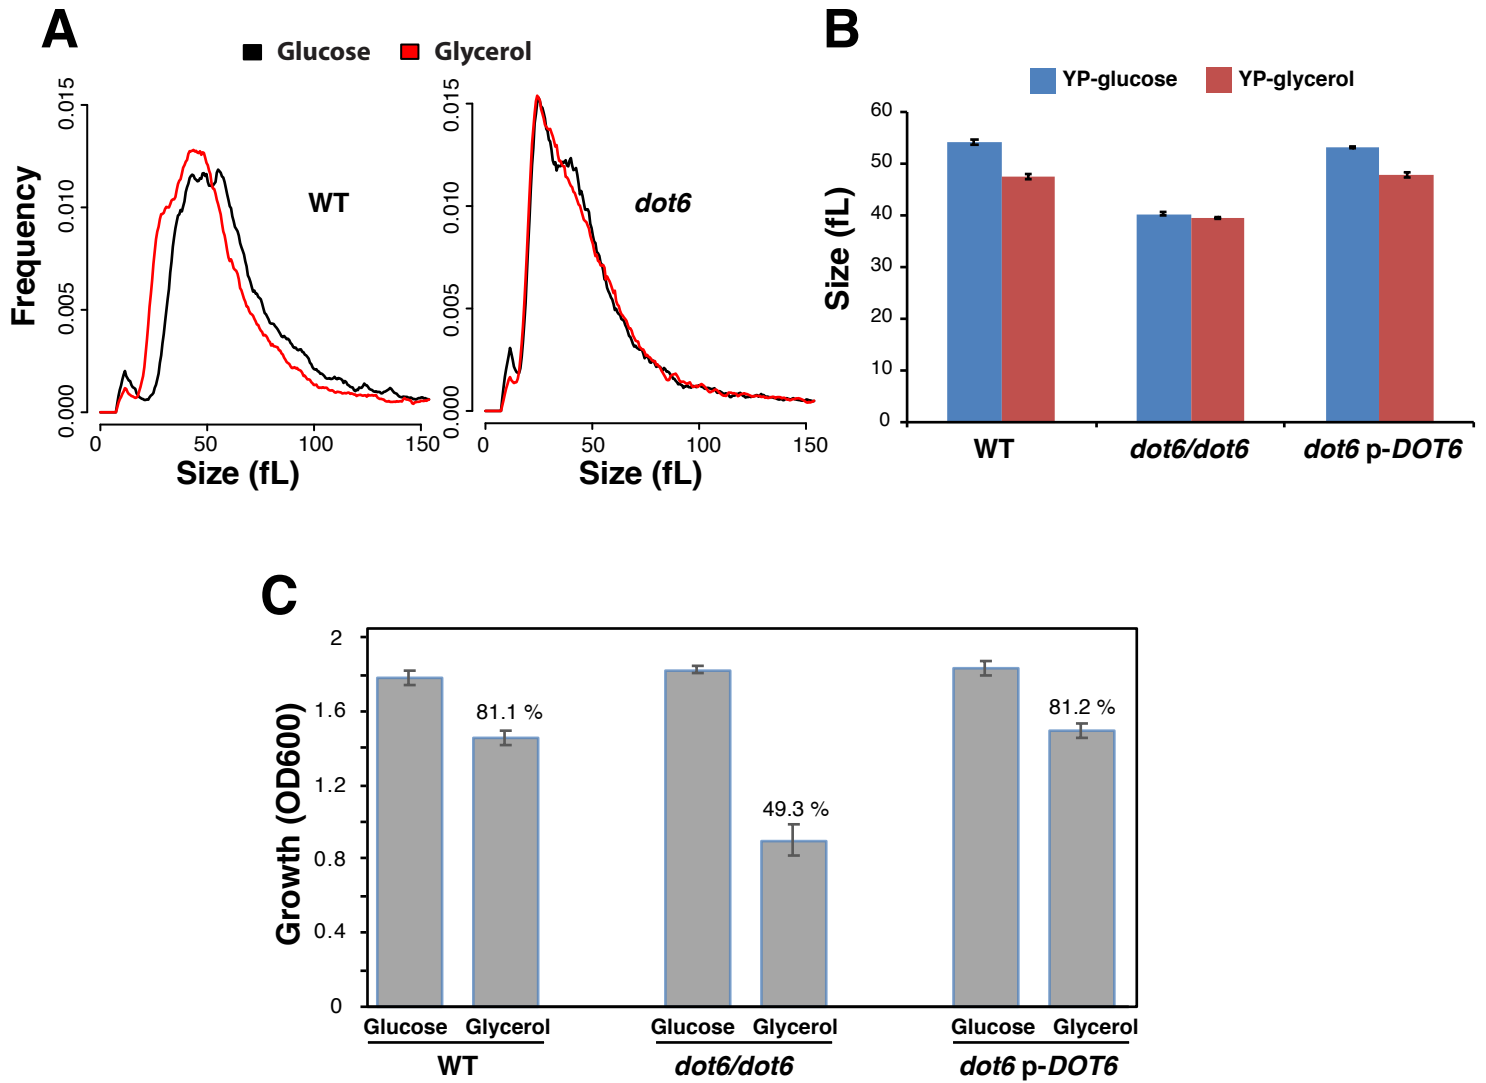 A
Glucose Glycerol
Frequency
0.015
0.010
0.005
0.000
WT
0 50 100 150
Size (fL)
0.015
0.010
0.005
0.000
dot6
0 50 100 150
Size (fL)
B
YP-glucose YP-glycerol
Size (fL)
60
50
40
30
20
10
0
WT dot6/dot6 dot6 p-DOT6
C
Growth (OD600)
2
1.6
1.2
0.8
0.4
0
81.1 %
49.3 %
81.2 %
Glucose Glycerol Glucose Glycerol Glucose Glycerol
WT dot6/dot6 dot6 p-DOT6